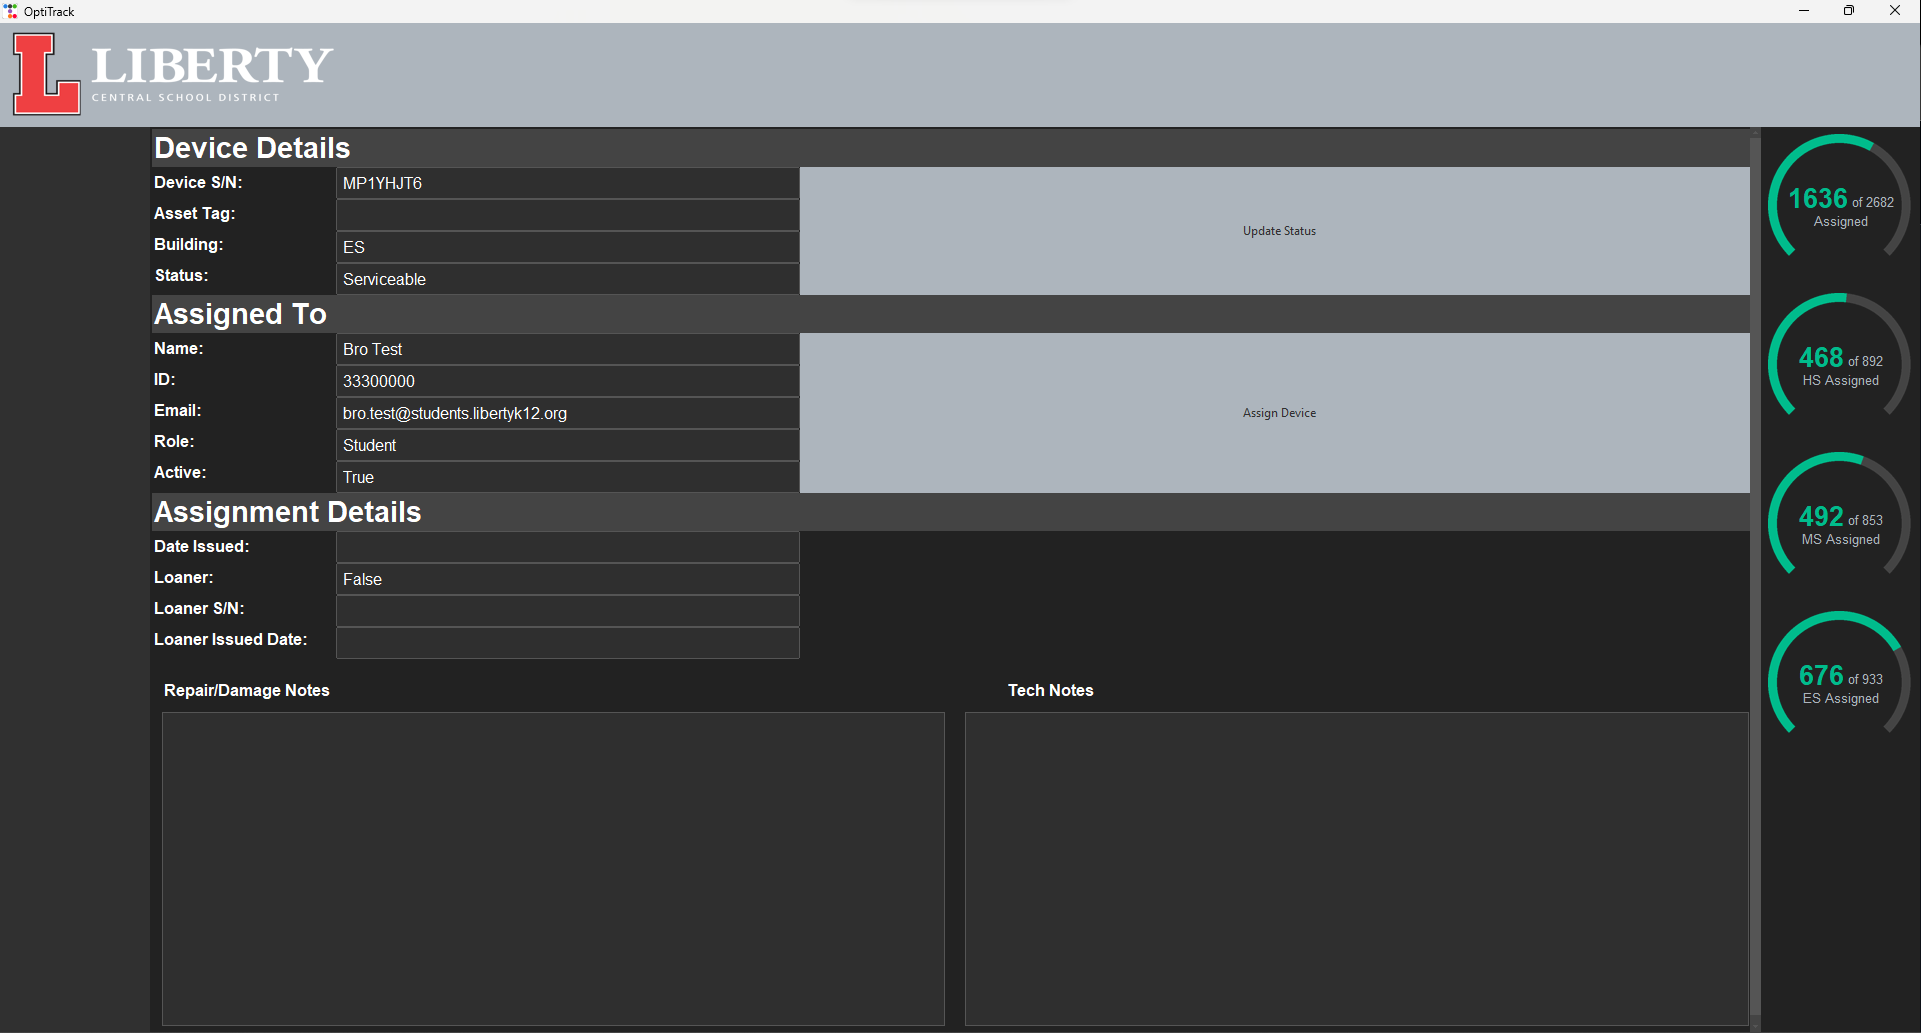 OptiTrack
L LIBERTY
CENTRAL SCHOOL DISTRICT
Device Details
Device S/N: MP1YHJT6
Asset Tag:
Building: ES
Status: Serviceable
Update Status
Assigned To
Name: Bro Test
ID: 33300000
Email: bro.test@students.libertyk12.org
Role: Student
Active: True
Assign Device
Assignment Details
Date Issued:
Loaner: False
Loaner S/N:
Loaner Issued Date:
Repair/Damage Notes
Tech Notes
1636 of 2682
Assigned
468 of 892
HS Assigned
492 of 853
MS Assigned
676 of 933
ES Assigned